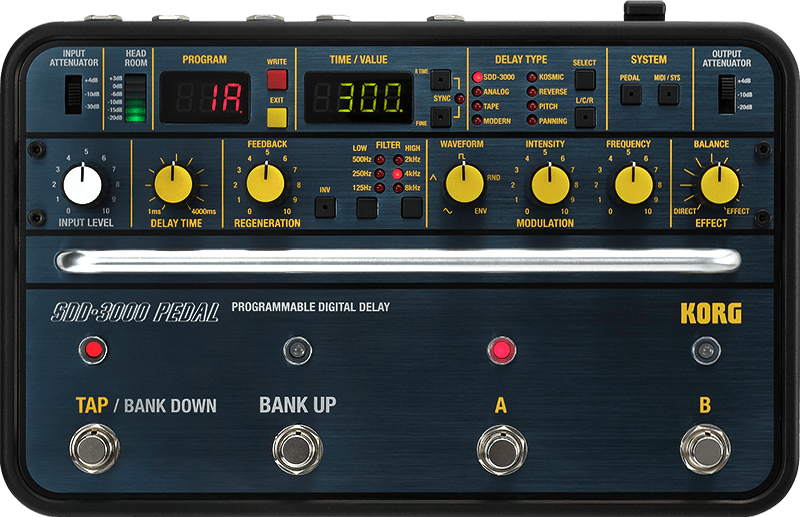 INPUT ATTENUATOR
+4dB
-10dB
-30dB
HEAD ROOM
+3dB
0dB
-6dB
-10dB
-15dB
-20dB
PROGRAM
1A.
WRITE
EXIT
TIME / VALUE
300.
R TIME
SYNC
FINE
DELAY TYPE
SDD-3000
ANALOG
TAPE
MODERN
KOSMIC
REVERSE
PITCH
PANNING
SELECT
L/C/R
SYSTEM
PEDAL
MIDI / SYS
OUTPUT ATTENUATOR
+4dB
-10dB
-20dB
0 1 2 3 4 5 6 7 8 9 10
INPUT LEVEL
1ms
4000ms
DELAY TIME
FEEDBACK
0 1 2 3 4 5 6 7 8 9 10
REGENERATION
FILTER
LOW
500Hz
250Hz
125Hz
HIGH
2kHz
4kHz
8kHz
INV
WAVEFORM
RND
ENV
INTENSITY
0 1 2 3 4 5 6 7 8 9 10
FREQUENCY
0 1 2 3 4 5 6 7 8 9 10
MODULATION
BALANCE
DIRECT
EFFECT
EFFECT
SDD-3000 PEDAL
PROGRAMMABLE DIGITAL DELAY
KORG
TAP / BANK DOWN
BANK UP
A
B